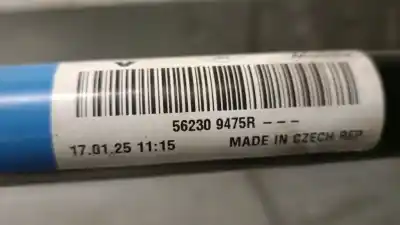 56230 9475R ---
17.01.25 11:15 MADE IN CZECH REP